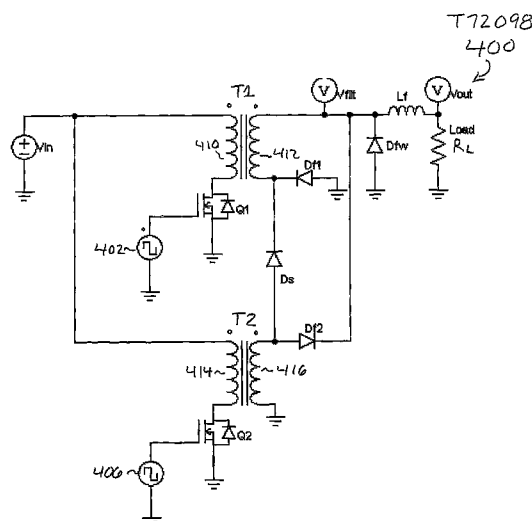 T72098
400
V Vfilt
Lf
V Vout
T1
Vin
410
412
Dfw
Load
RL
Df1
Q1
402
Ds
T2
Df2
414
416
Q2
406